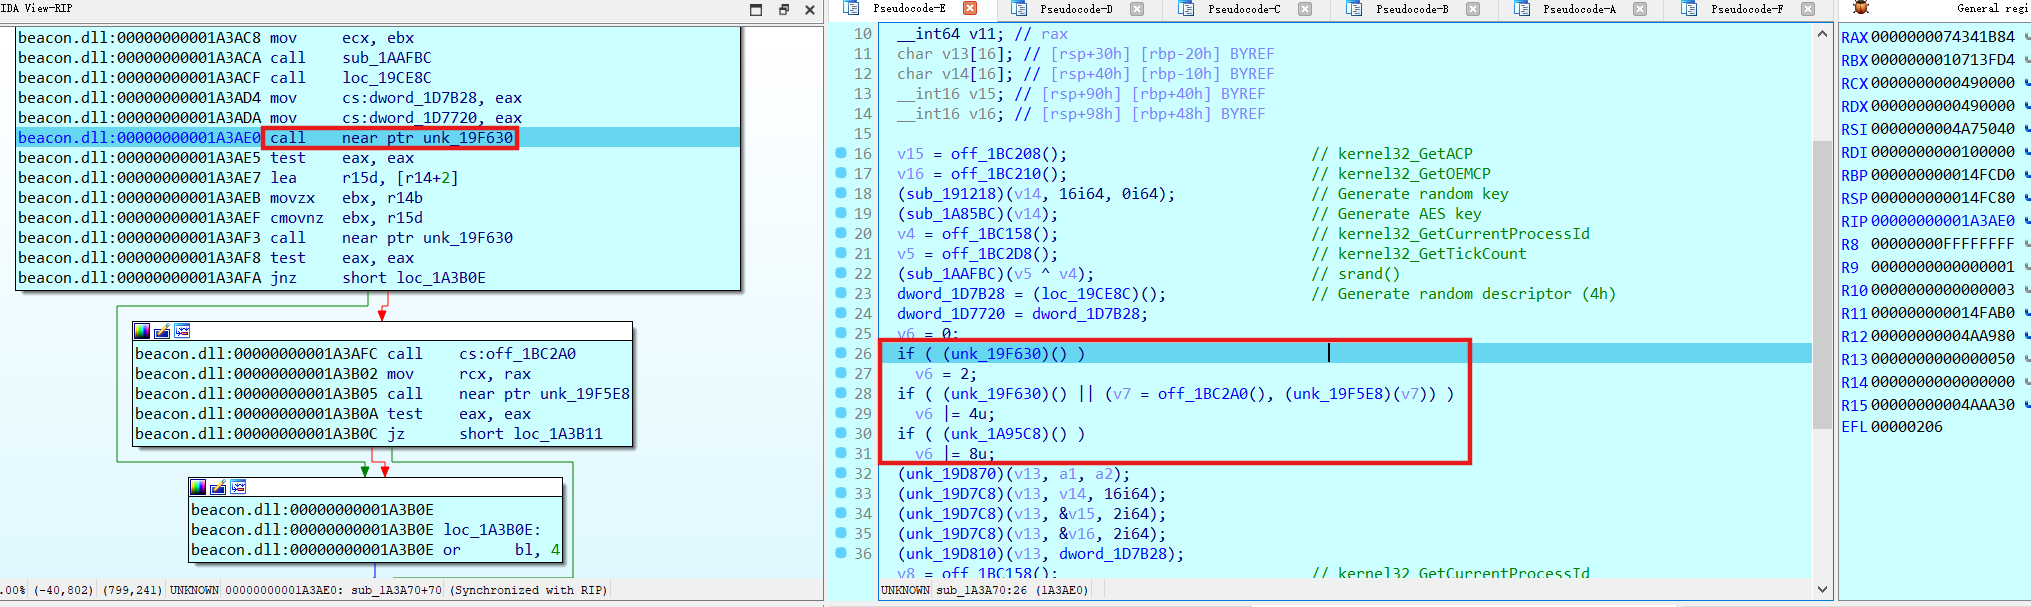 IDA View-RIP
beacon.dll:00000000001A3AC8 mov ecx, ebx
beacon.dll:00000000001A3ACA call sub_1AAFBC
beacon.dll:00000000001A3ACF call loc_19CE8C
beacon.dll:00000000001A3AD4 mov cs:dword_1D7B28, eax
beacon.dll:00000000001A3ADA mov cs:dword_1D7720, eax
beacon.dll:00000000001A3AE0 call near ptr unk_19F630
beacon.dll:00000000001A3AE5 test eax, eax
beacon.dll:00000000001A3AE7 lea r15d, [r14+2]
beacon.dll:00000000001A3AEB movzx ebx, r14b
beacon.dll:00000000001A3AEF cmovnz ebx, r15d
beacon.dll:00000000001A3AF3 call near ptr unk_19F630
beacon.dll:00000000001A3AF8 test eax, eax
beacon.dll:00000000001A3AFA jnz short loc_1A3B0E
beacon.dll:00000000001A3AFC call cs:off_1BC2A0
beacon.dll:00000000001A3B02 mov rcx, rax
beacon.dll:00000000001A3B05 call near ptr unk_19F5E8
beacon.dll:00000000001A3B0A test eax, eax
beacon.dll:00000000001A3B0C jz short loc_1A3B11
beacon.dll:00000000001A3B0E
beacon.dll:00000000001A3B0E loc_1A3B0E:
beacon.dll:00000000001A3B0E or bl, 4
.00% (-40,802) (799,241) UNKNOWN 00000000001A3AE0: sub_1A3A70+70 (Synchronized with RIP)
Pseudocode-E Pseudocode-D Pseudocode-C Pseudocode-B Pseudocode-A Pseudocode-F
10 __int64 v11; // rax
11 char v13[16]; // [rsp+30h] [rbp-20h] BYREF
12 char v14[16]; // [rsp+40h] [rbp-10h] BYREF
13 __int16 v15; // [rsp+90h] [rbp+40h] BYREF
14 __int16 v16; // [rsp+98h] [rbp+48h] BYREF
15
16 v15 = off_1BC208(); // kernel32_GetACP
17 v16 = off_1BC210(); // kernel32_GetOEMCP
18 (sub_191218)(v14, 16i64, 0i64); // Generate random key
19 (sub_1A85BC)(v14); // Generate AES key
20 v4 = off_1BC158(); // kernel32_GetCurrentProcessId
21 v5 = off_1BC2D8(); // kernel32_GetTickCount
22 (sub_1AAFBC)(v5 ^ v4); // srand()
23 dword_1D7B28 = (loc_19CE8C)(); // Generate random descriptor (4h)
24 dword_1D7720 = dword_1D7B28;
25 v6 = 0;
26 if ( (unk_19F630)() )
27 v6 = 2;
28 if ( (unk_19F630)() || (v7 = off_1BC2A0(), (unk_19F5E8)(v7)) )
29 v6 |= 4u;
30 if ( (unk_1A95C8)() )
31 v6 |= 8u;
32 (unk_19D870)(v13, a1, a2);
33 (unk_19D7C8)(v13, v14, 16i64);
34 (unk_19D7C8)(v13, &v15, 2i64);
35 (unk_19D7C8)(v13, &v16, 2i64);
36 (unk_19D810)(v13, dword_1D7B28);
v8 = off_1BC158(); // kernel32_GetCurrentProcessId
UNKNOWN sub_1A3A70:26 (1A3AE0)
General regi
RAX 0000000074341B84
RBX 0000000010713FD4
RCX 0000000000490000
RDX 0000000000490000
RSI 0000000004A75040
RDI 0000000000100000
RBP 000000000014FCD0
RSP 000000000014FC80
RIP 00000000001A3AE0
R8 00000000FFFFFFFF
R9 0000000000000001
R10 0000000000000003
R11 000000000014FAB0
R12 0000000004AA980
R13 0000000000000050
R14 0000000000000000
R15 00000000004AAA30
EFL 00000206